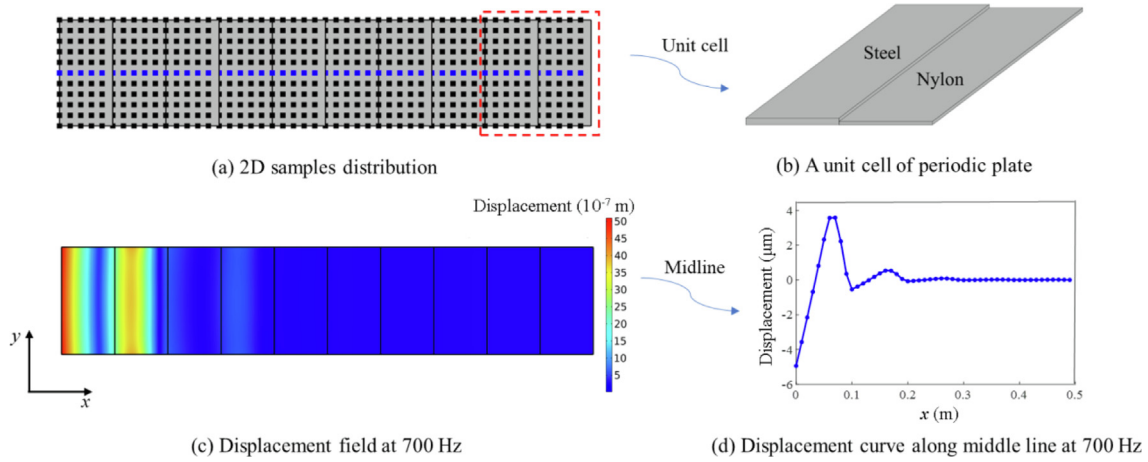 Unit cell
Steel
Nylon
(a) 2D samples distribution
(b) A unit cell of periodic plate
Displacement (10⁻⁷ m)
50
45
40
35
30
25
20
15
10
5
y
x
Midline
Displacement (μm)
4
2
0
-2
-4
-6
0
0.1
0.2
0.3
0.4
0.5
x (m)
(c) Displacement field at 700 Hz
(d) Displacement curve along middle line at 700 Hz